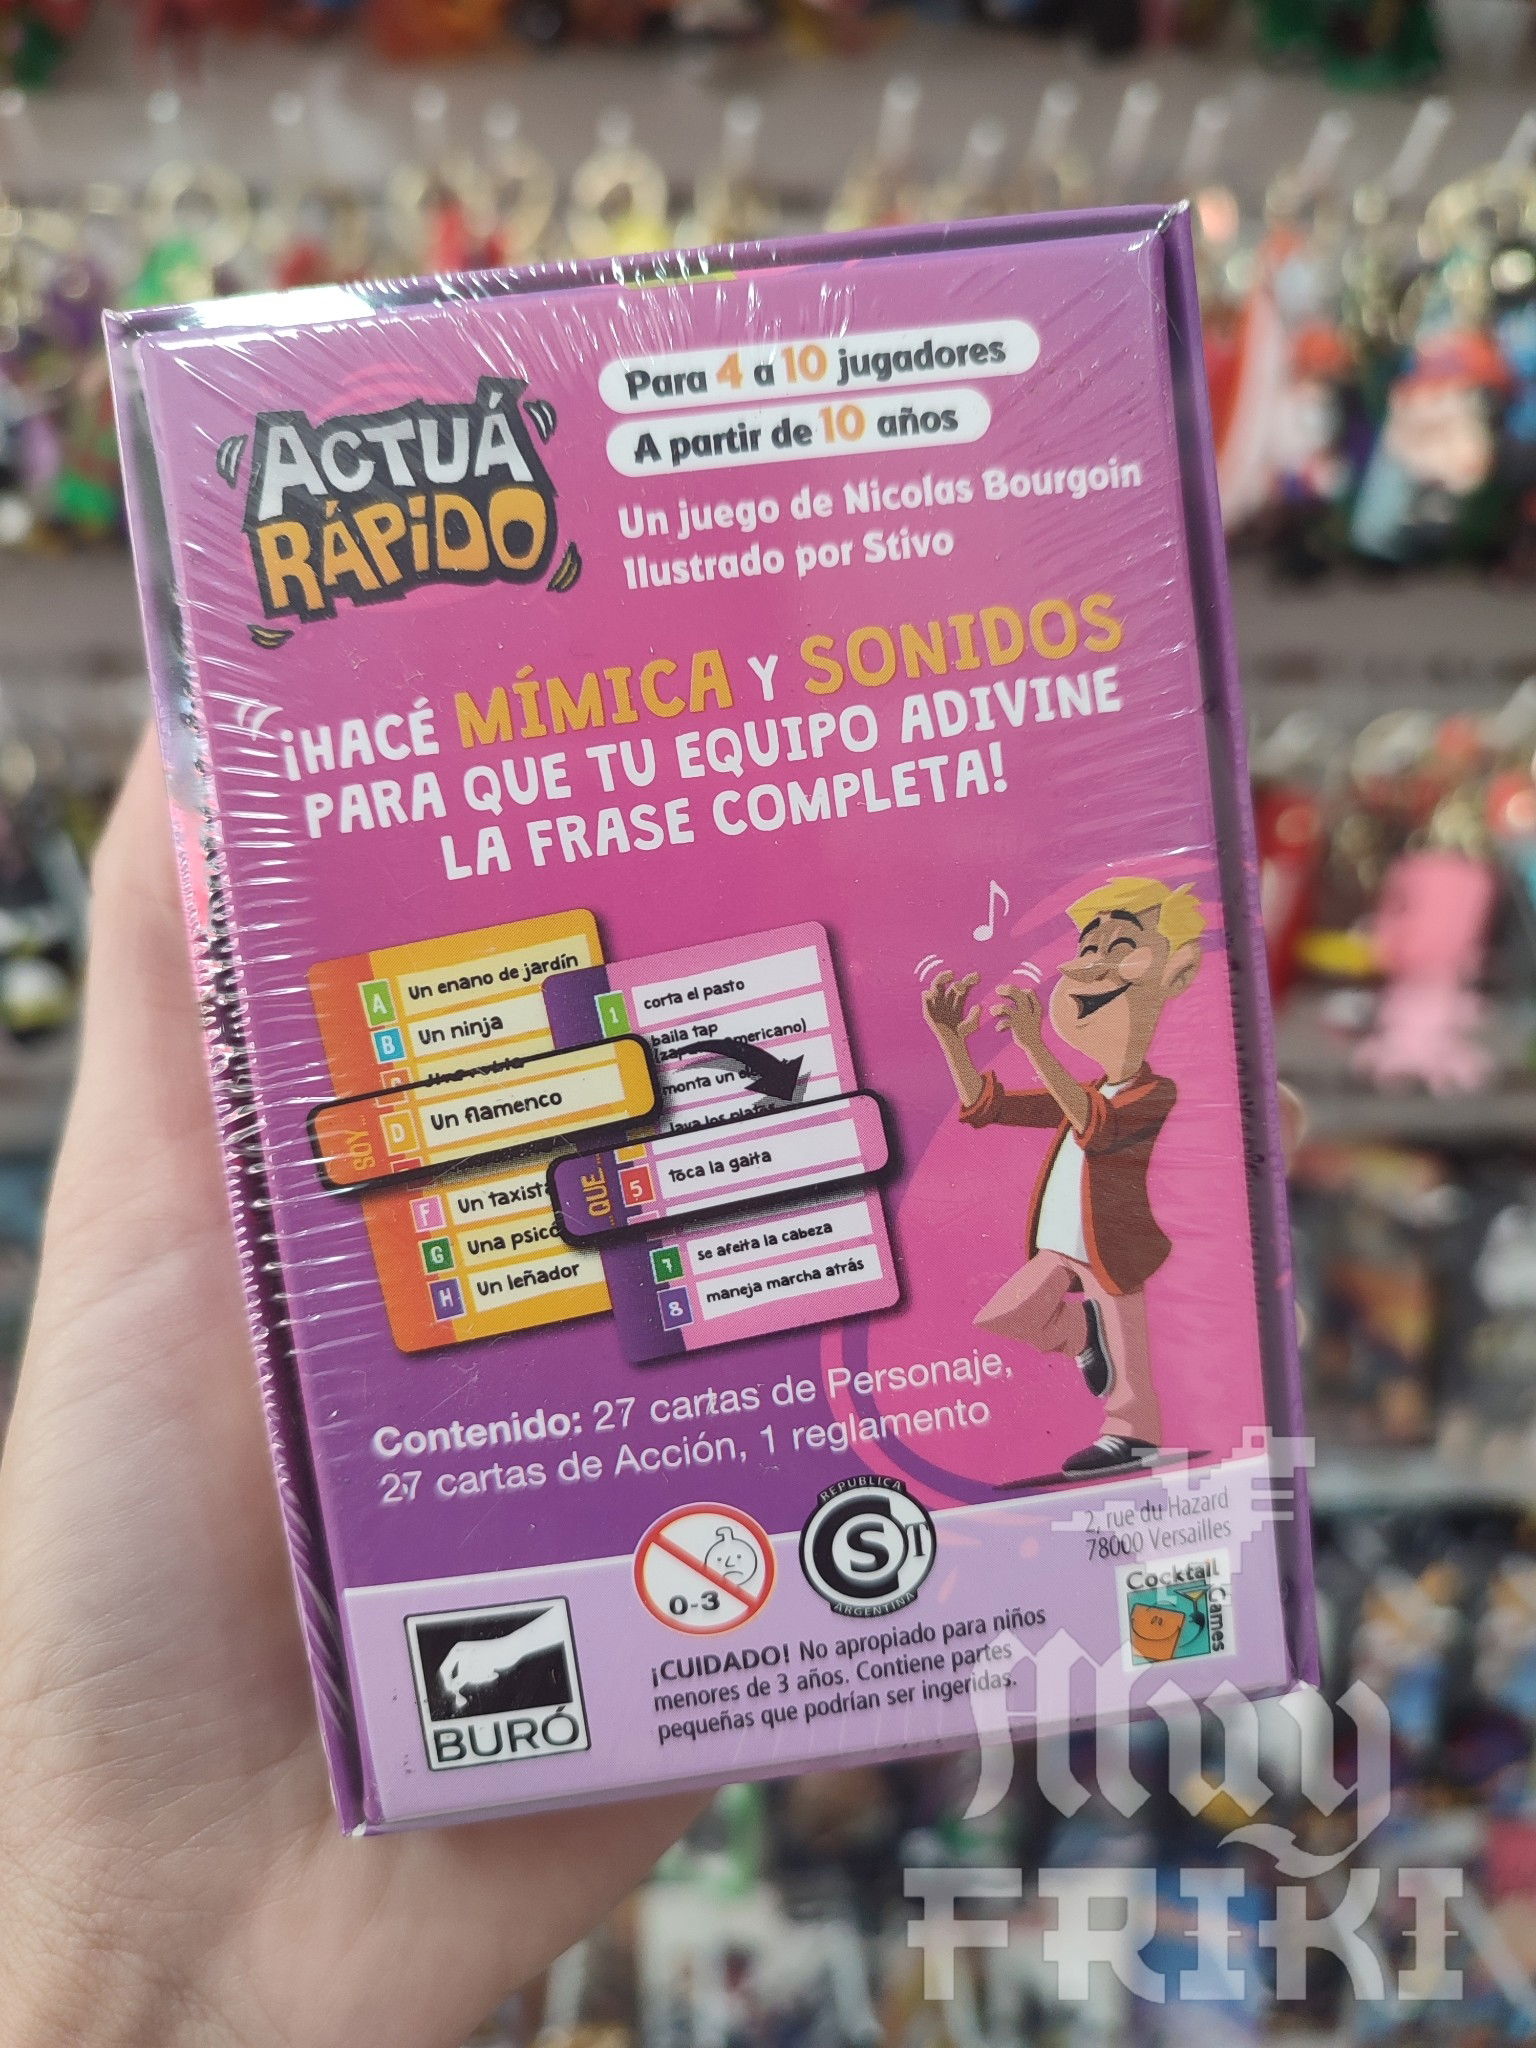 ACTUÁ
RÁPIDO
Para 4 a 10 jugadores
A partir de 10 años
Un juego de Nicolas Bourgoin
Ilustrado por Stivo
¡HACÉ MÍMICA Y SONIDOS
PARA QUE TU EQUIPO ADIVINE
LA FRASE COMPLETA!
A Un enano de jardín
B Un ninja
SOY...
D Un flamenco
F Un taxista
G Una
H Un leñador
1 corta el pasto
baila tap
monta un
lava los platos
...QUE...
5 toca la gaita
7 se afeita la cabeza
8 maneja marcha atrás
Contenido: 27 cartas de Personaje,
27 cartas de Acción, 1 reglamento
BURÓ
0-3
REPUBLICA
CST
ARGENTINA
¡CUIDADO! No apropiado para niños
menores de 3 años. Contiene partes
pequeñas que podrían ser ingeridas.
2, rue du Hazard
78000 Versailles
Cocktail
Games
Muy
FRIKI